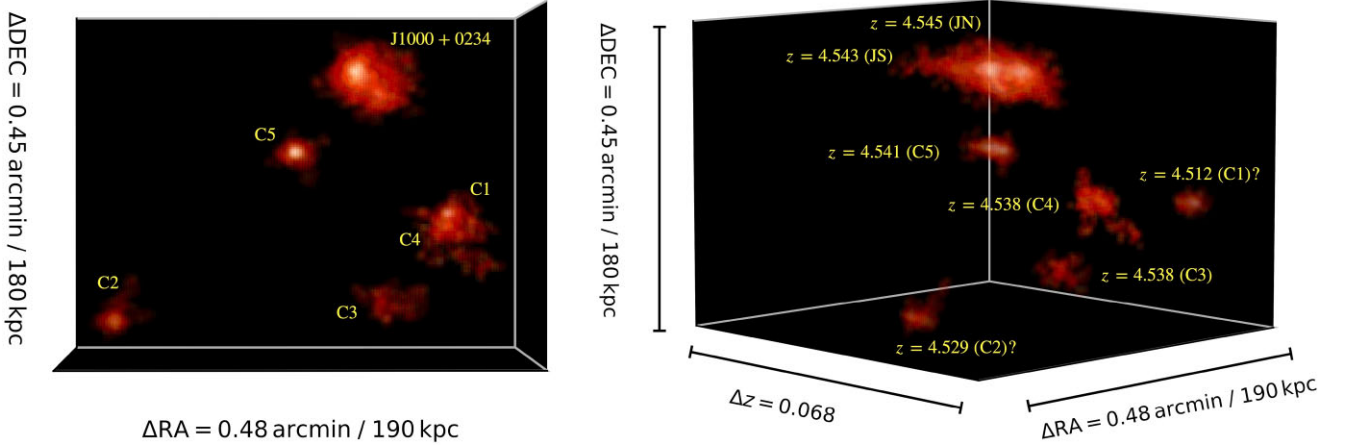 ΔDEC = 0.45 arcmin / 180 kpc
J1000 + 0234
C5
C1
C4
C2
C3
ΔRA = 0.48 arcmin / 190 kpc
ΔDEC = 0.45 arcmin / 180 kpc
z = 4.545 (JN)
z = 4.543 (JS)
z = 4.541 (C5)
z = 4.512 (C1)?
z = 4.538 (C4)
z = 4.538 (C3)
z = 4.529 (C2)?
Δz = 0.068
ΔRA = 0.48 arcmin / 190 kpc